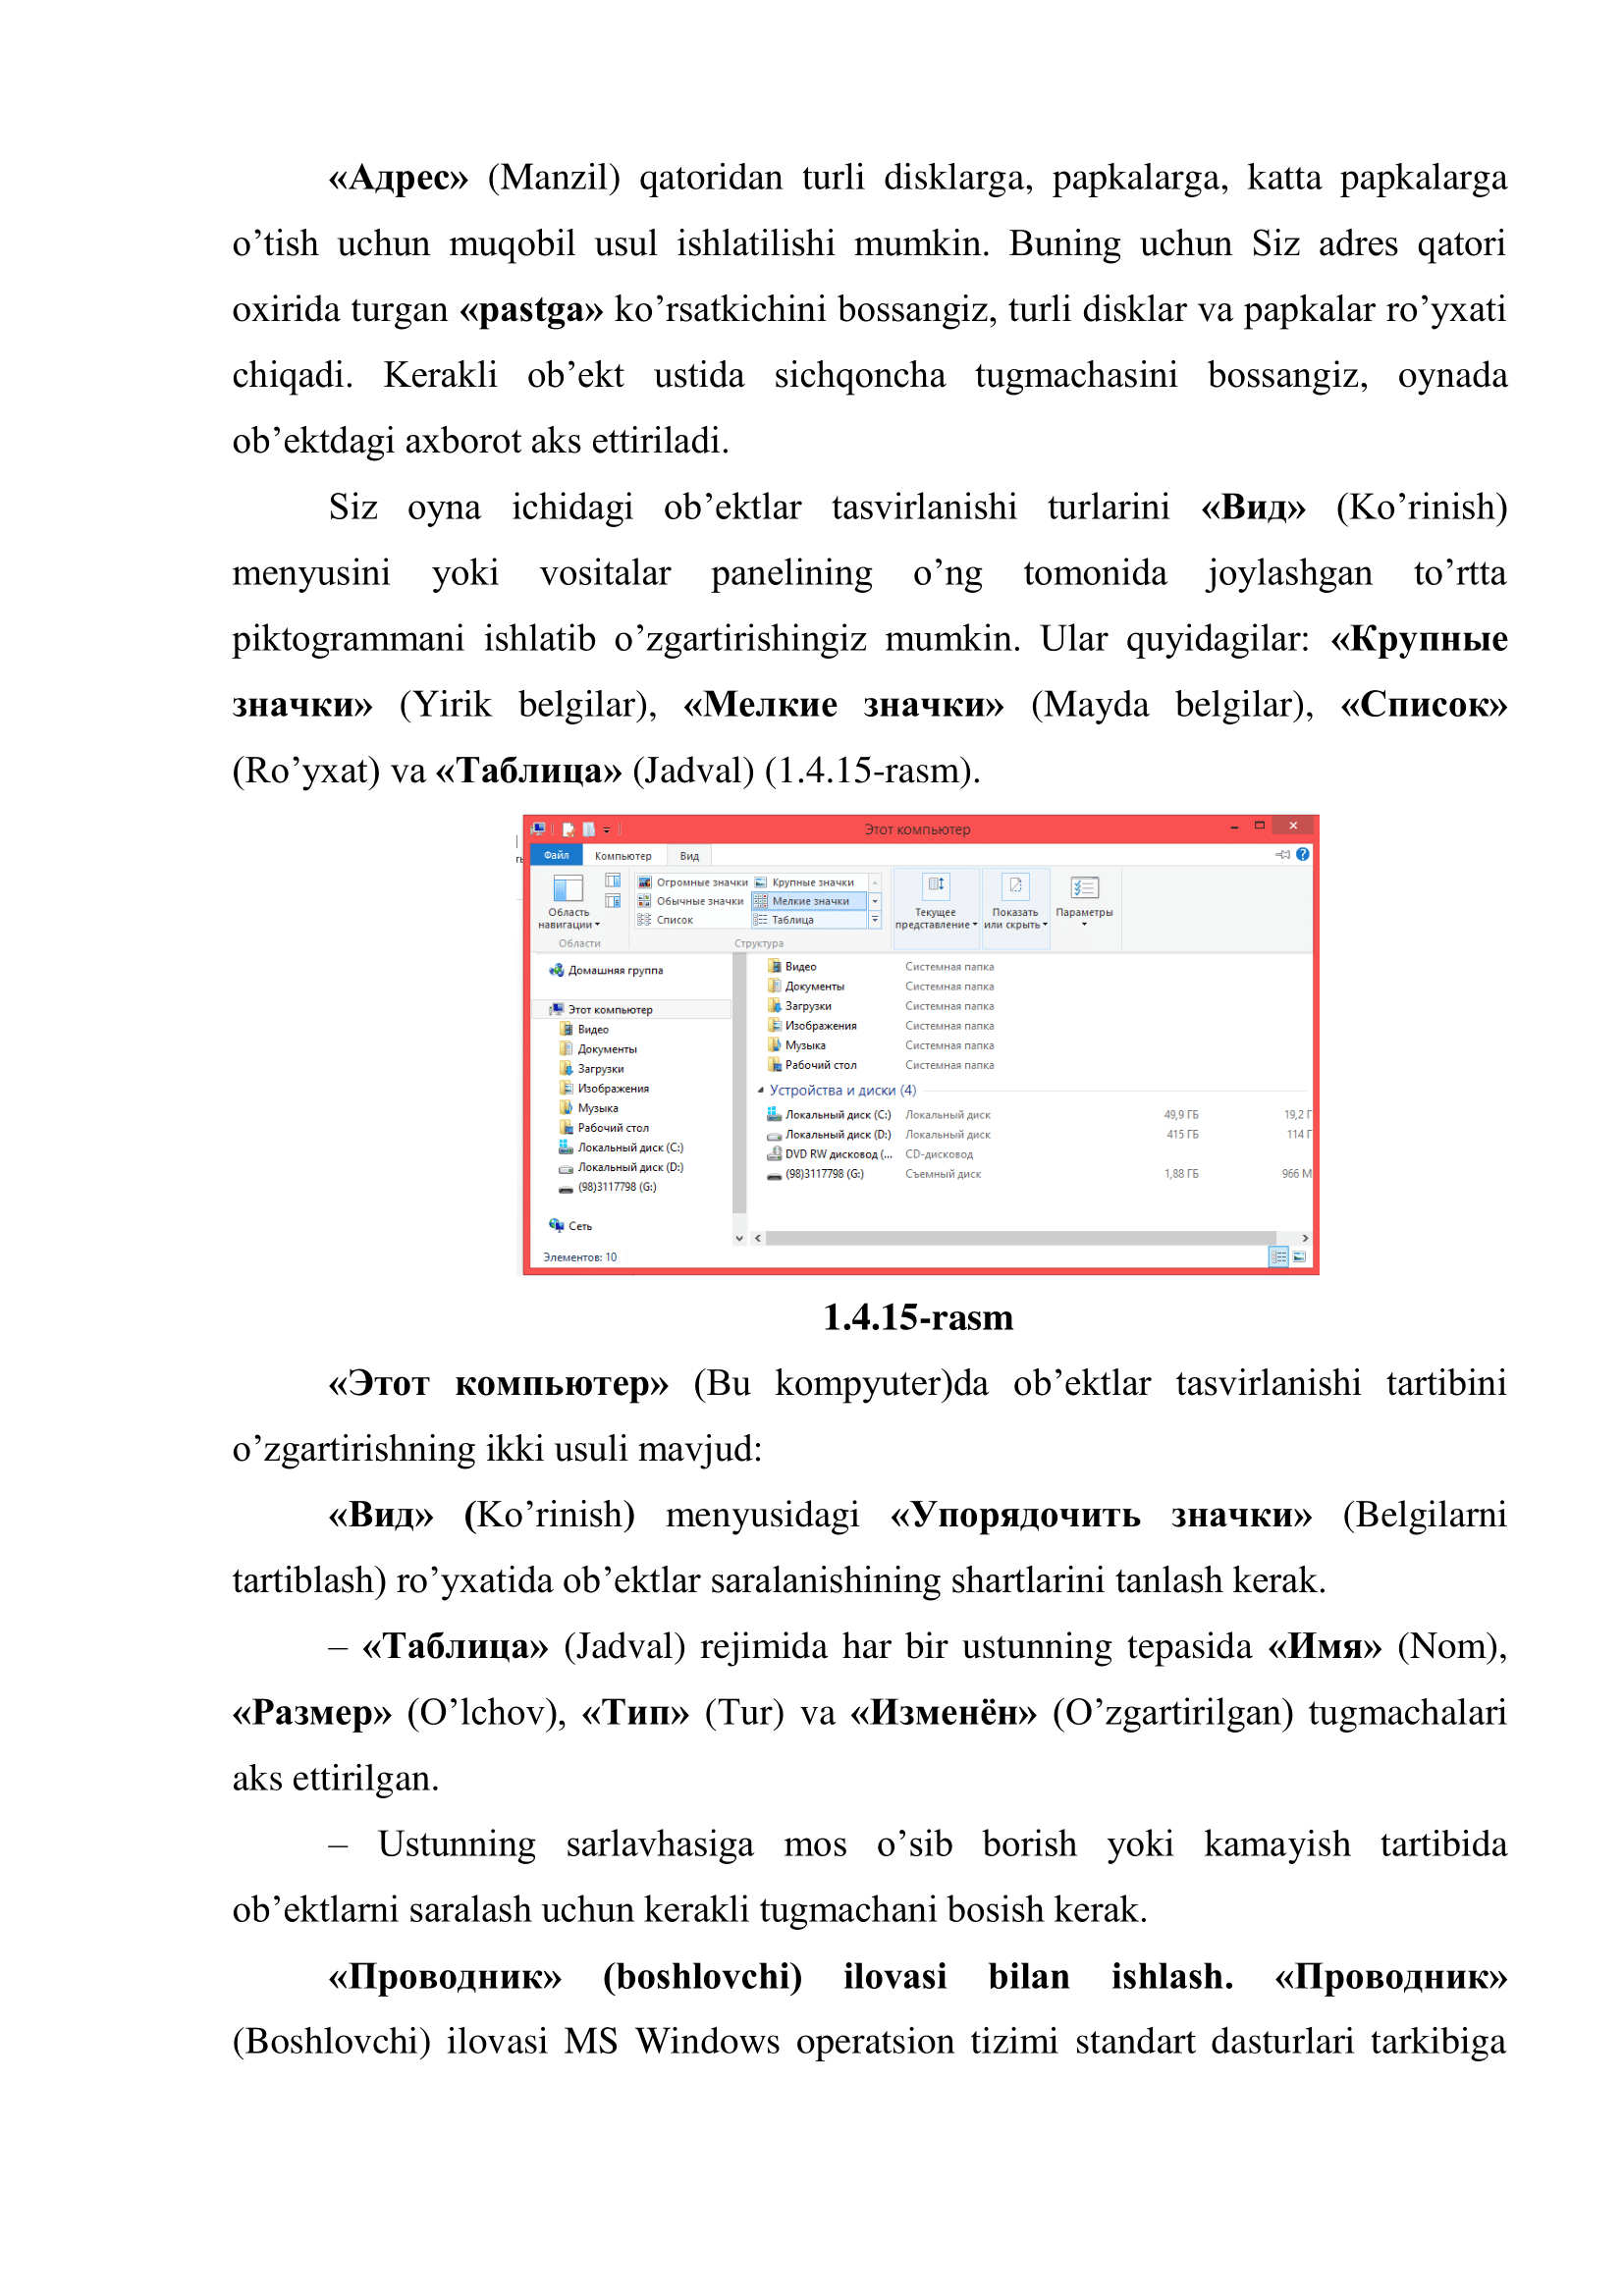 «Адрес» (Manzil) qatoridan turli disklarga, papkalarga, katta papkalarga
o’tish uchun muqobil usul ishlatilishi mumkin. Buning uchun Siz adres qatori
oxirida turgan «pastga» ko’rsatkichini bossangiz, turli disklar va papkalar ro’yxati
chiqadi. Kerakli ob’ekt ustida sichqoncha tugmachasini bossangiz, oynada
ob’ektdagi axborot aks ettiriladi.
Siz oyna ichidagi ob’ektlar tasvirlanishi turlarini «Вид» (Ko’rinish)
menyusini yoki vositalar panelining o’ng tomonida joylashgan to’rtta
piktogrammani ishlatib o’zgartirishingiz mumkin. Ular quyidagilar: «Крупные
значки» (Yirik belgilar), «Мелкие значки» (Mayda belgilar), «Список»
(Ro’yxat) va «Таблица» (Jadval) (1.4.15-rasm).
Этот компьютер
Файл Компьютер Вид
Огромные значки Крупные значки
Обычные значки Мелкие значки
Список Таблица
Область
навигации
Текущее
представление
Показать
или скрыть
Параметры
Области Структура
Домашняя группа
Этот компьютер
Видео
Документы
Загрузки
Изображения
Музыка
Рабочий стол
Локальный диск (C:)
Локальный диск (D:)
(98)3117798 (G:)
Сеть
Видео Системная папка
Документы Системная папка
Загрузки Системная папка
Изображения Системная папка
Музыка Системная папка
Рабочий стол Системная папка
Устройства и диски (4)
Локальный диск (C:) Локальный диск 49,9 ГБ 19,2 Г
Локальный диск (D:) Локальный диск 415 ГБ 114 Г
DVD RW дисковод (... CD-дисковод
(98)3117798 (G:) Съемный диск 1,88 ГБ 966 М
Элементов: 10
1.4.15-rasm
«Этот компьютер» (Bu kompyuter)da ob’ektlar tasvirlanishi tartibini
o’zgartirishning ikki usuli mavjud:
«Вид» (Ko’rinish) menyusidagi «Упорядочить значки» (Belgilarni
tartiblash) ro’yxatida ob’ektlar saralanishining shartlarini tanlash kerak.
– «Таблица» (Jadval) rejimida har bir ustunning tepasida «Имя» (Nom),
«Размер» (O’lchov), «Тип» (Tur) va «Изменён» (O’zgartirilgan) tugmachalari
aks ettirilgan.
– Ustunning sarlavhasiga mos o’sib borish yoki kamayish tartibida
ob’ektlarni saralash uchun kerakli tugmachani bosish kerak.
«Проводник» (boshlovchi) ilovasi bilan ishlash. «Проводник»
(Boshlovchi) ilovasi MS Windows operatsion tizimi standart dasturlari tarkibiga